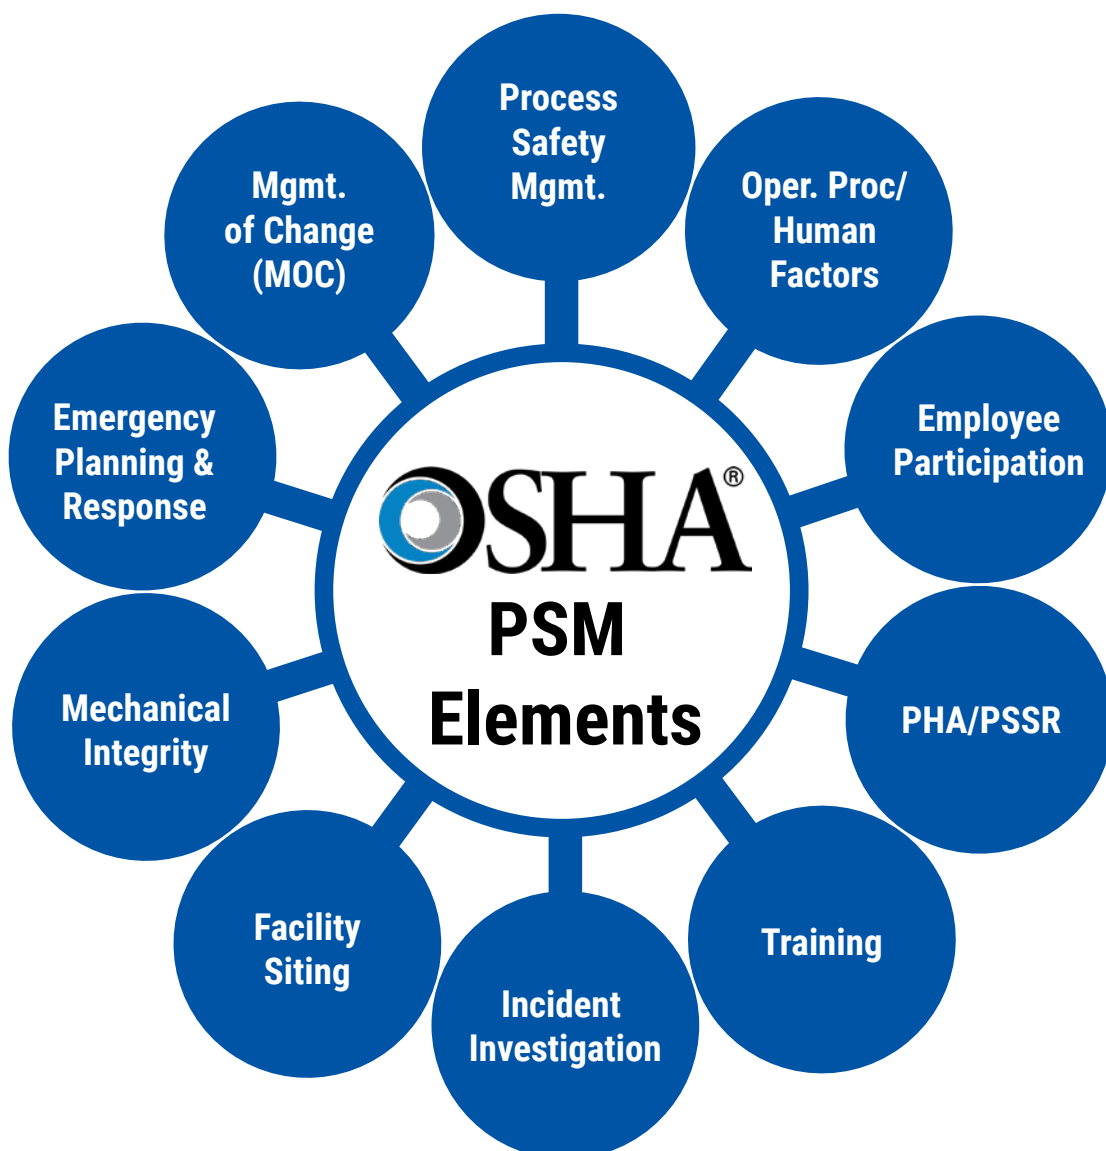 Process
Safety
Mgmt.
Oper. Proc/
Human
Factors
Employee
Participation
PHA/PSSR
Training
Incident
Investigation
Facility
Siting
Mechanical
Integrity
Emergency
Planning &
Response
Mgmt.
of Change
(MOC)
OSHA®
PSM
Elements